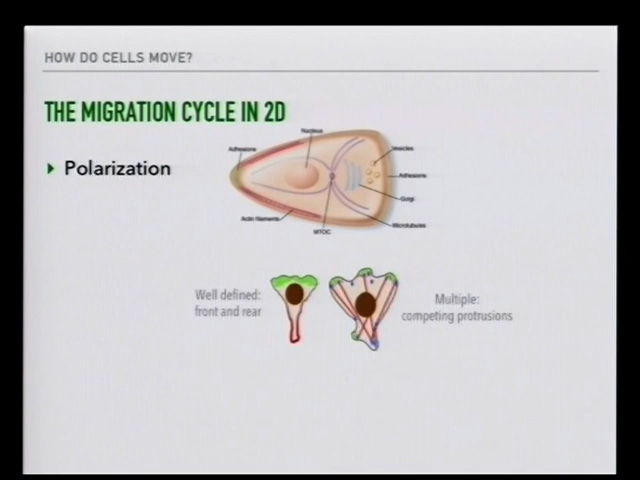 HOW DO CELLS MOVE?
THE MIGRATION CYCLE IN 2D
Polarization
Nucleus
Adhesions
Vesicles
Adhesions
Golgi
Actin filaments
MTOC
Microtubules
Well defined:
front and rear
Multiple:
competing protrusions